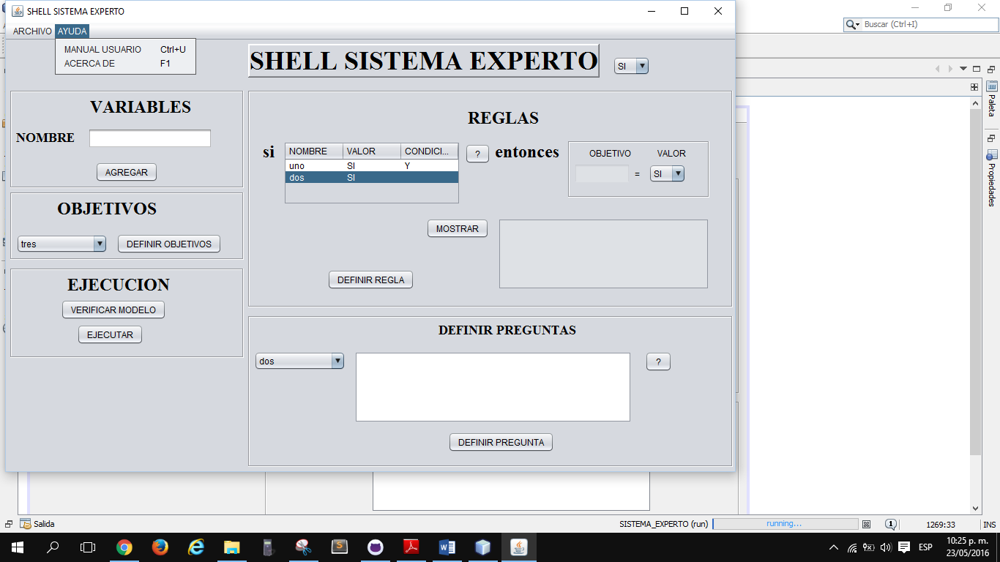 SHELL SISTEMA EXPERTO
Buscar (Ctrl+I)
ARCHIVO AYUDA
MANUAL USUARIO Ctrl+U
ACERCA DE F1
SHELL SISTEMA EXPERTO
SI
VARIABLES
NOMBRE
AGREGAR
OBJETIVOS
tres
DEFINIR OBJETIVOS
EJECUCION
VERIFICAR MODELO
EJECUTAR
REGLAS
si
NOMBRE VALOR CONDICI...
uno SI Y
dos SI
?
entonces
OBJETIVO VALOR
= SI
MOSTRAR
DEFINIR REGLA
DEFINIR PREGUNTAS
dos
?
DEFINIR PREGUNTA
Paleta
Propiedades
Salida
SISTEMA_EXPERTO (run)
running...
1
1269:33
INS
ESP
10:25 p. m.
23/05/2016